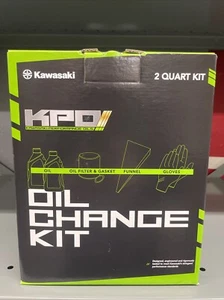 Kawasaki
2 QUART KIT
KPO
OIL
OIL FILTER & GASKET
FUNNEL
GLOVES
OIL
CHANGE
KIT